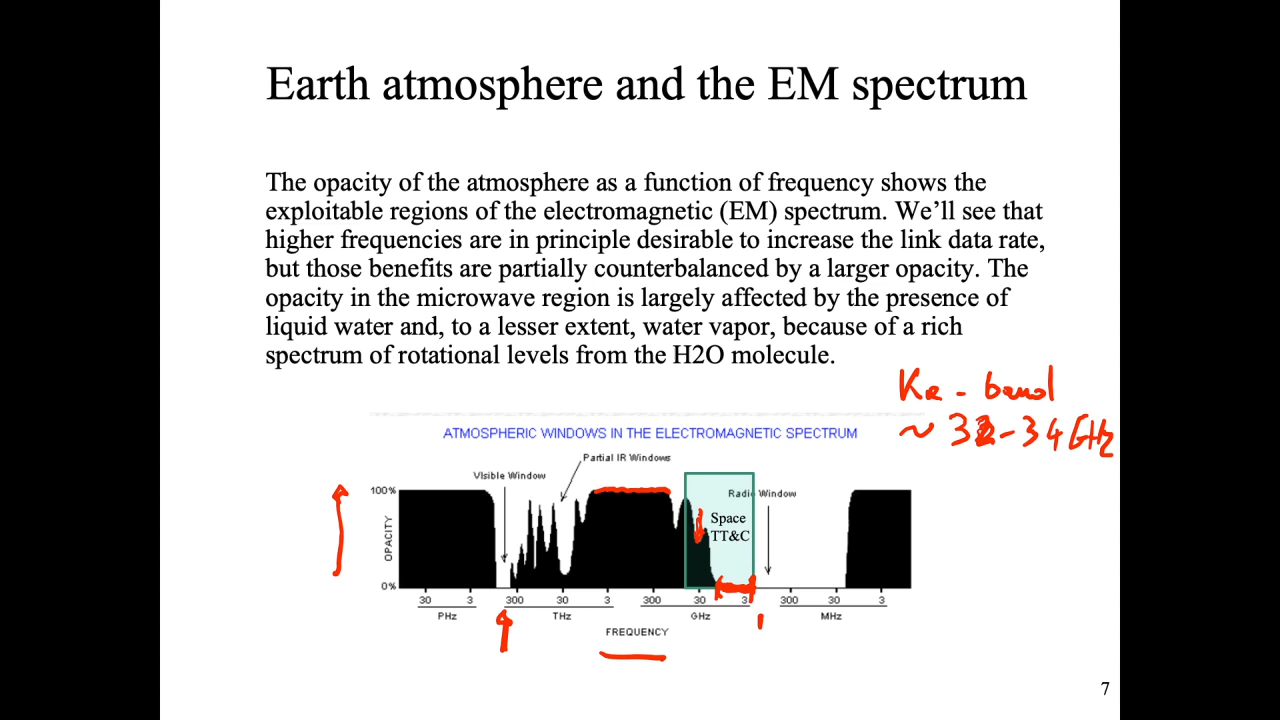 Earth atmosphere and the EM spectrum
The opacity of the atmosphere as a function of frequency shows the
exploitable regions of the electromagnetic (EM) spectrum. We’ll see that
higher frequencies are in principle desirable to increase the link data rate,
but those benefits are partially counterbalanced by a larger opacity. The
opacity in the microwave region is largely affected by the presence of
liquid water and, to a lesser extent, water vapor, because of a rich
spectrum of rotational levels from the H2O molecule.
Ka - band
~ 32-34 GHz
ATMOSPHERIC WINDOWS IN THE ELECTROMAGNETIC SPECTRUM
Partial IR Windows
Visible Window
100%
Radio Window
Space
TT&C
OPACITY
0%
30 3 300 30 3 300 30 3 300 30 3
PHz THz GHz MHz
FREQUENCY
7